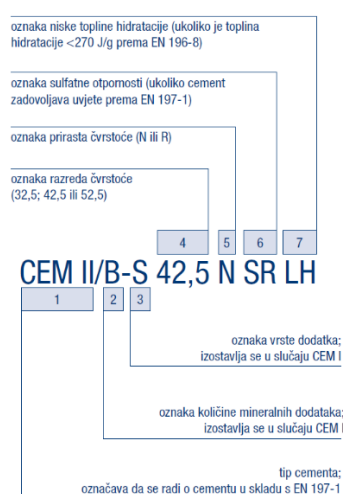 oznaka niske topline hidratacije (ukoliko je toplina
hidratacije <270 J/g prema EN 196-8)
oznaka sulfatne otpornosti (ukoliko cement
zadovoljava uvjete prema EN 197-1)
oznaka prirasta čvrstoće (N ili R)
oznaka razreda čvrstoće
(32,5; 42,5 ili 52,5)
4 5 6 7
CEM II/B-S 42,5 N SR LH
1 2 3
oznaka vrste dodatka;
izostavlja se u slučaju CEM I
oznaka količine mineralnih dodataka;
izostavlja se u slučaju CEM I
tip cementa;
označava da se radi o cementu u skladu s EN 197-1